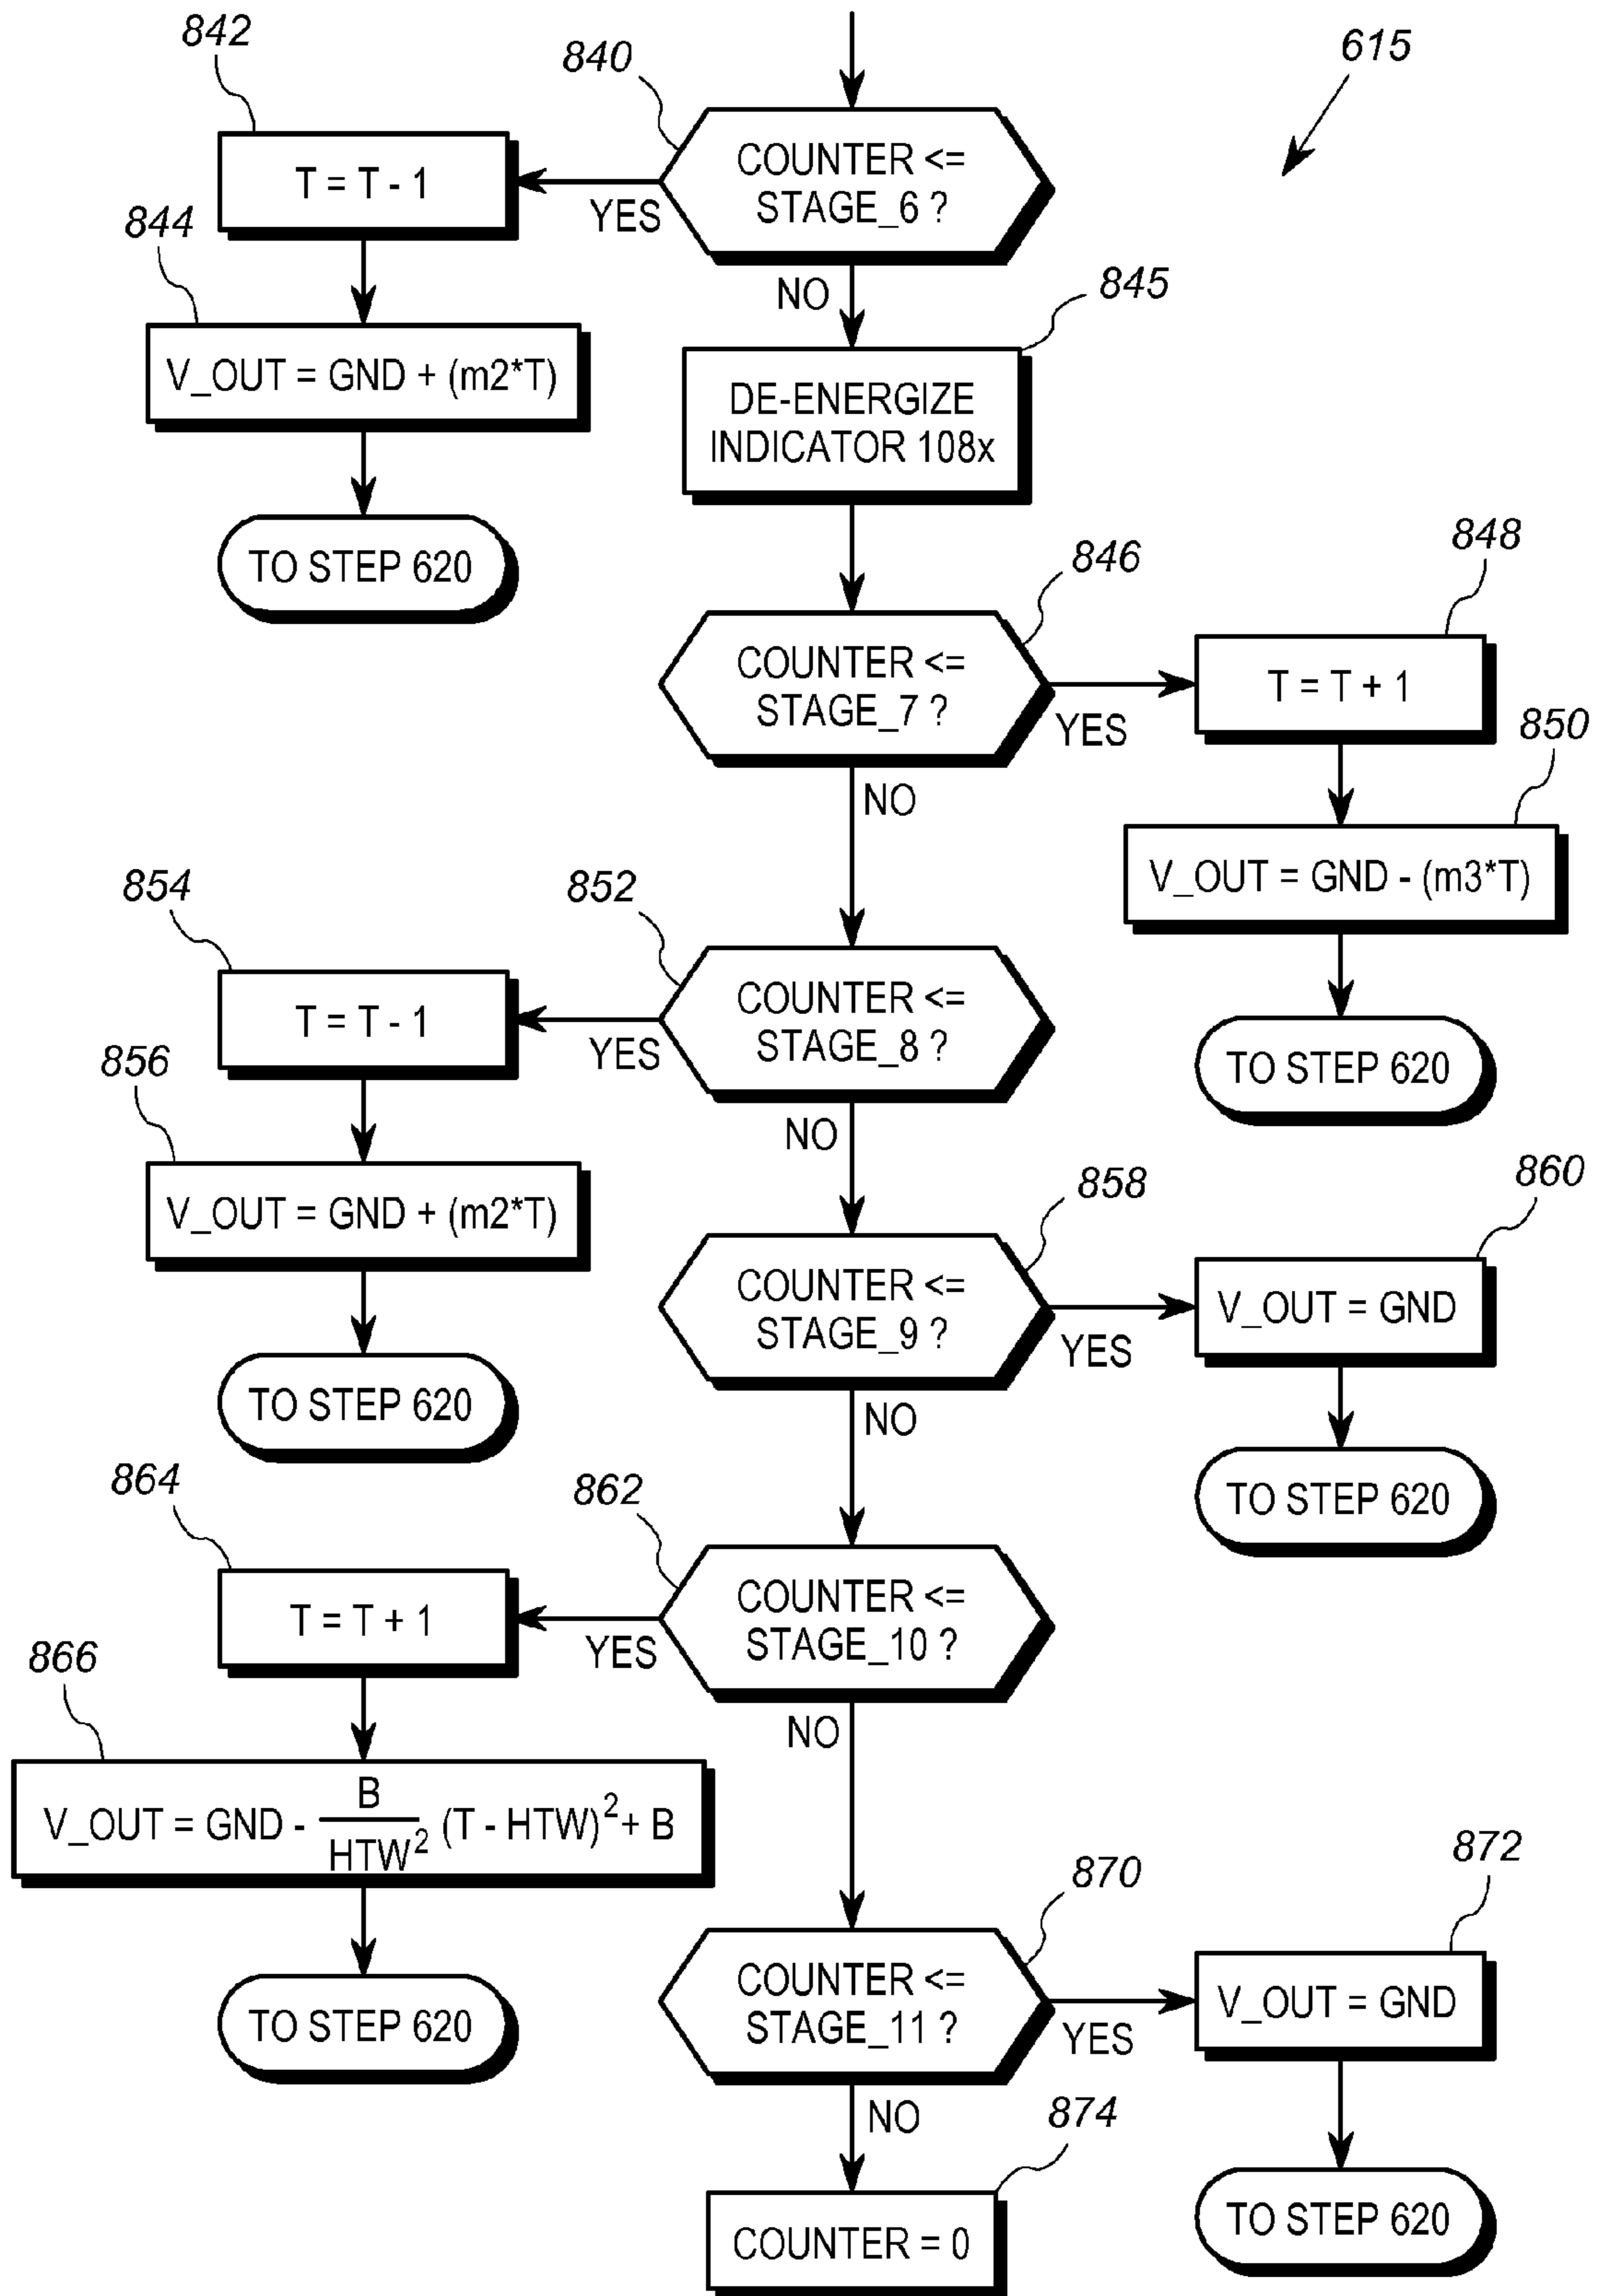 615
840
COUNTER <=
STAGE_6 ?
YES
NO
842
T = T - 1
844
V_OUT = GND + (m2*T)
TO STEP 620
845
DE-ENERGIZE
INDICATOR 108x
846
COUNTER <=
STAGE_7 ?
YES
NO
848
T = T + 1
850
V_OUT = GND - (m3*T)
TO STEP 620
852
COUNTER <=
STAGE_8 ?
YES
NO
854
T = T - 1
856
V_OUT = GND + (m2*T)
TO STEP 620
858
COUNTER <=
STAGE_9 ?
YES
NO
860
V_OUT = GND
TO STEP 620
862
COUNTER <=
STAGE_10 ?
YES
NO
864
T = T + 1
866
V_OUT = GND - B/HTW² (T - HTW)² + B
TO STEP 620
870
COUNTER <=
STAGE_11 ?
YES
NO
872
V_OUT = GND
TO STEP 620
874
COUNTER = 0